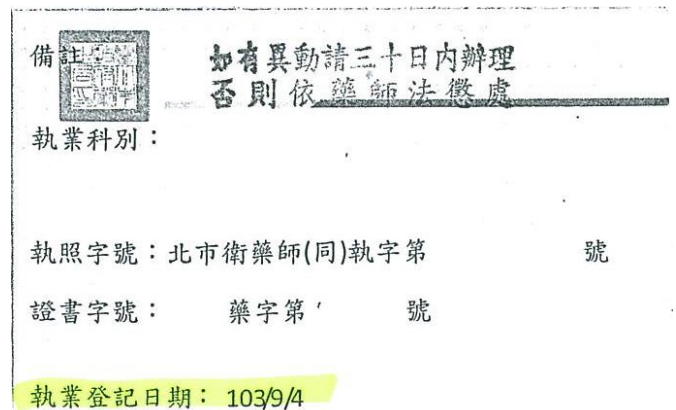 備註：
如有異動請三十日內辦理
否則依藥師法懲處
執業科別：
執照字號：北市衛藥師(同)執字第 號
證書字號： 藥字第 號
執業登記日期： 103/9/4